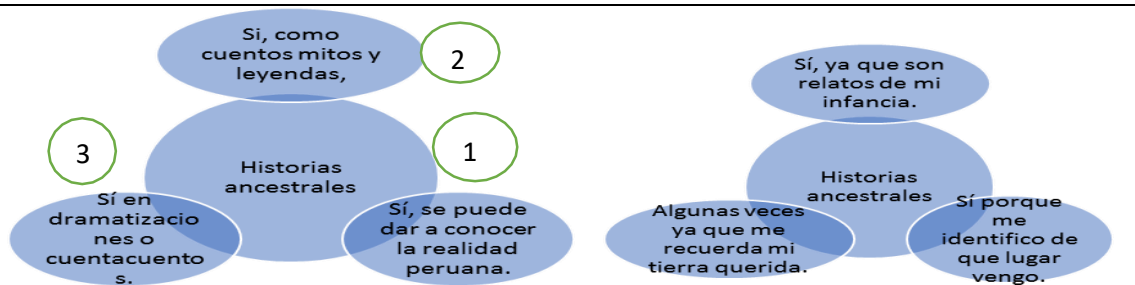 Si, como
cuentos mitos y
leyendas,
2
3
1
Historias
ancestrales
Sí en
dramatizacio
nes o
cuentacuento
s.
Sí, se puede
dar a conocer
la realidad
peruana.
Sí, ya que son
relatos de mi
infancia.
Historias
ancestrales
Algunas veces
ya que me
recuerda mi
tierra querida.
Sí porque
me
identifico de
que lugar
vengo.